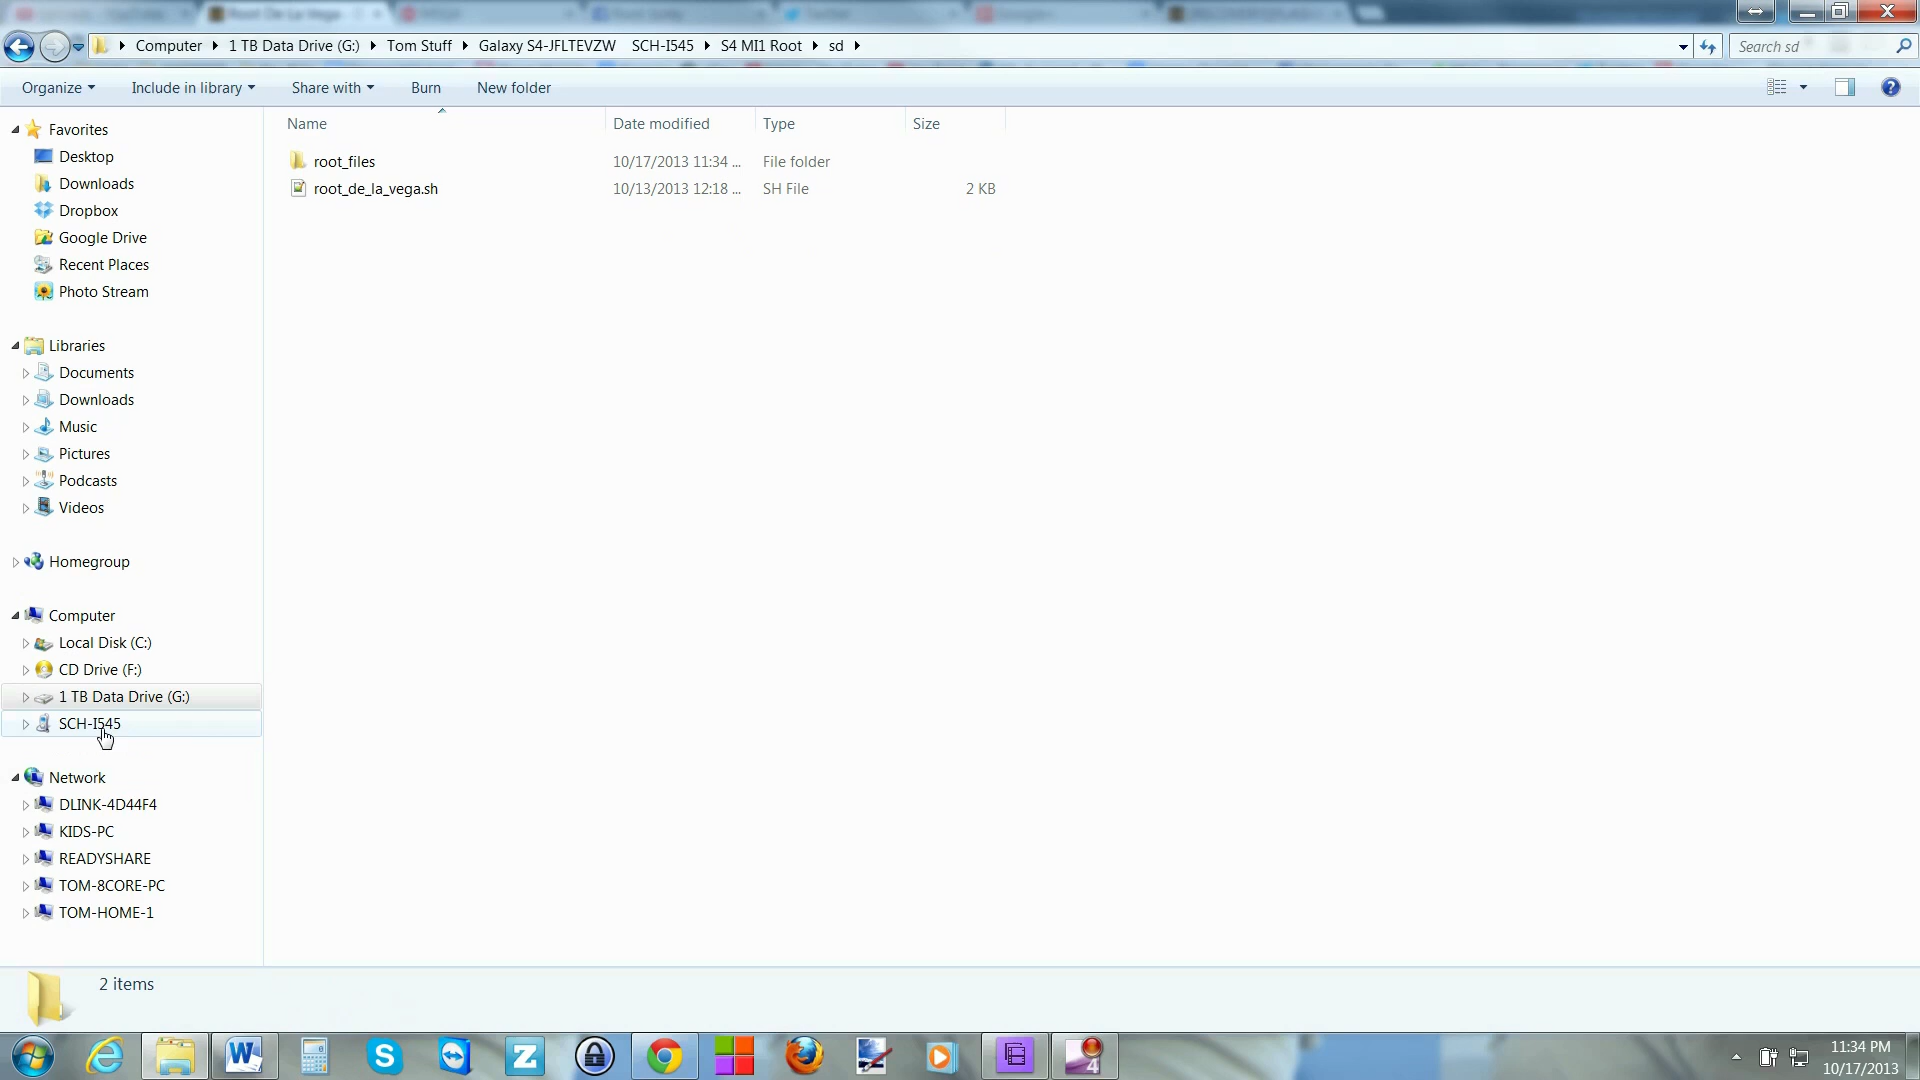 Computer 1 TB Data Drive (G:) Tom Stuff Galaxy S4-JFLTEVZW SCH-I545 S4 MI1 Root sd
Search sd
Organize Include in library Share with Burn New folder
Name Date modified Type Size
root_files 10/17/2013 11:34 ... File folder
root_de_la_vega.sh 10/13/2013 12:18 ... SH File 2 KB
Favorites
Desktop
Downloads
Dropbox
Google Drive
Recent Places
Photo Stream
Libraries
Documents
Downloads
Music
Pictures
Podcasts
Videos
Homegroup
Computer
Local Disk (C:)
CD Drive (F:)
1 TB Data Drive (G:)
SCH-I545
Network
DLINK-4D44F4
KIDS-PC
READYSHARE
TOM-8CORE-PC
TOM-HOME-1
2 items
11:34 PM
10/17/2013